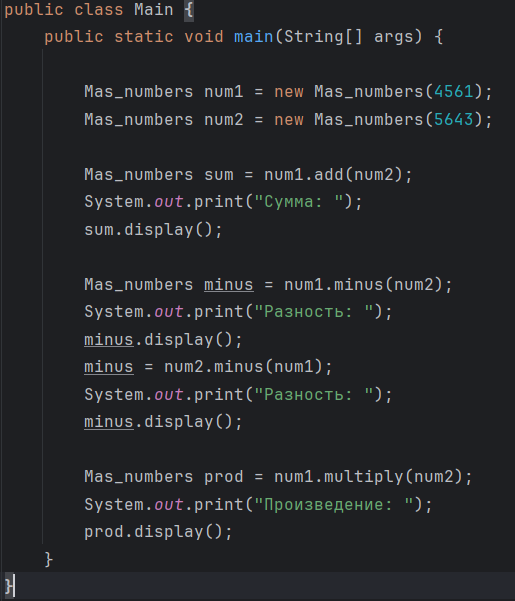 public class Main {
    public static void main(String[] args) {

        Mas_numbers num1 = new Mas_numbers(4561);
        Mas_numbers num2 = new Mas_numbers(5643);

        Mas_numbers sum = num1.add(num2);
        System.out.print("Сумма: ");
        sum.display();

        Mas_numbers minus = num1.minus(num2);
        System.out.print("Разность: ");
        minus.display();
        minus = num2.minus(num1);
        System.out.print("Разность: ");
        minus.display();

        Mas_numbers prod = num1.multiply(num2);
        System.out.print("Произведение: ");
        prod.display();
    }
}